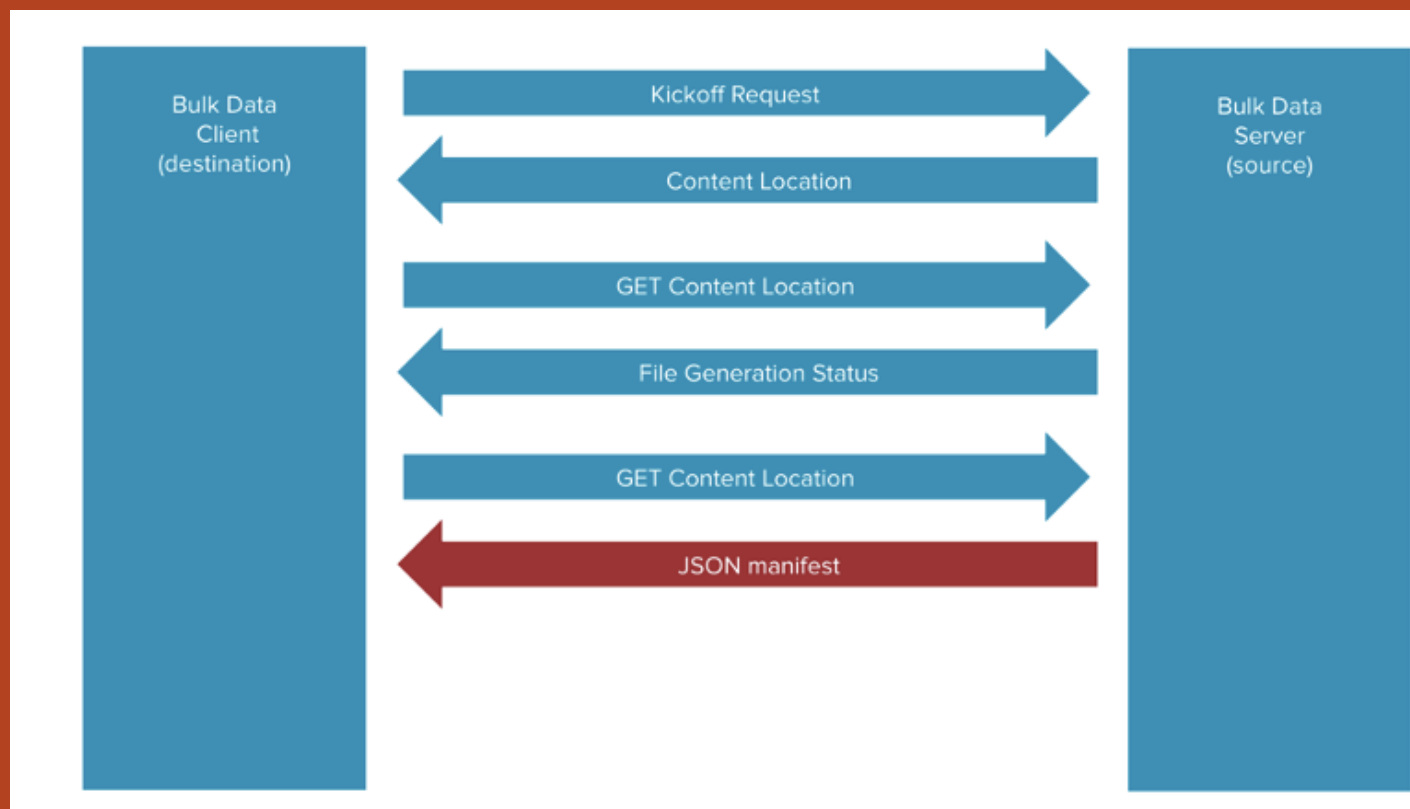 Bulk Data
Client
(destination)
Kickoff Request
Content Location
GET Content Location
File Generation Status
GET Content Location
JSON manifest
Bulk Data
Server
(source)